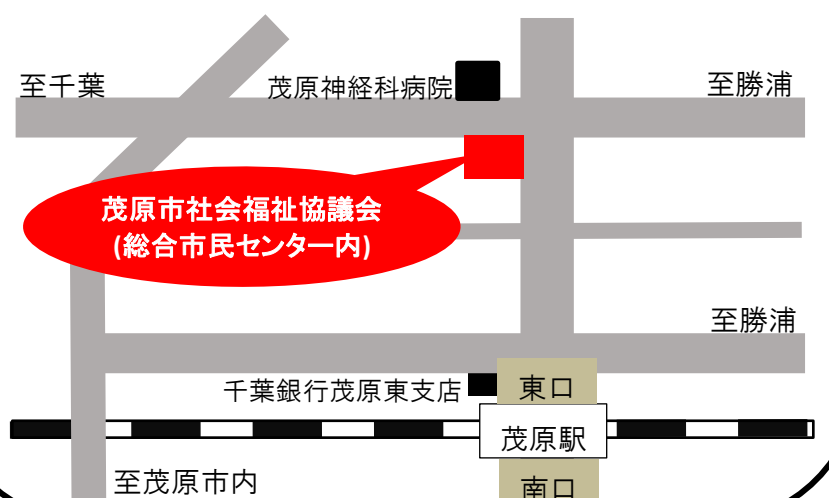 至千葉
茂原神経科病院
至勝浦
茂原市社会福祉協議会
(総合市民センター内)
至勝浦
千葉銀行茂原東支店
東口
茂原駅
至茂原市内
南口